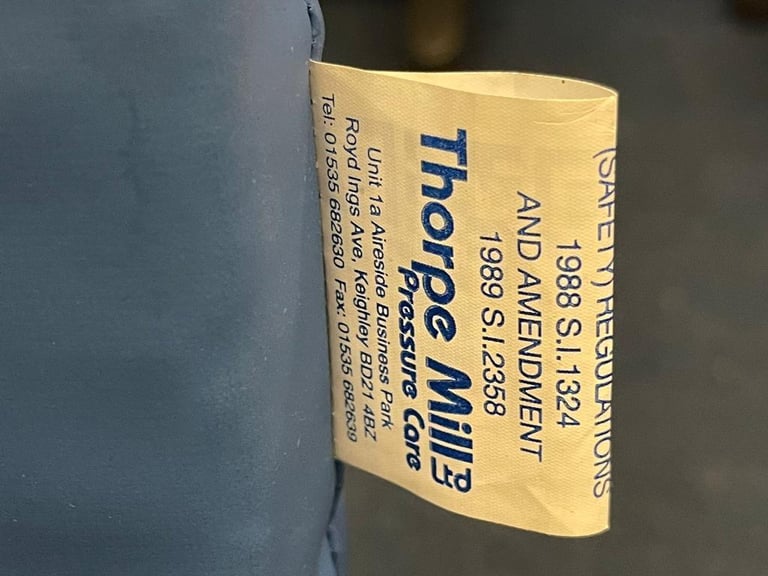 (SAFETY) REGULATIONS
1988 S.I.1324
AND AMENDMENT
1989 S.I.2358
Thorpe Mill
Pressure Care
Unit 1a Aireside Business Park
Royd Ings Ave, Keighley BD21 4BZ
Tel: 01535 682630 Fax: 01535 682639